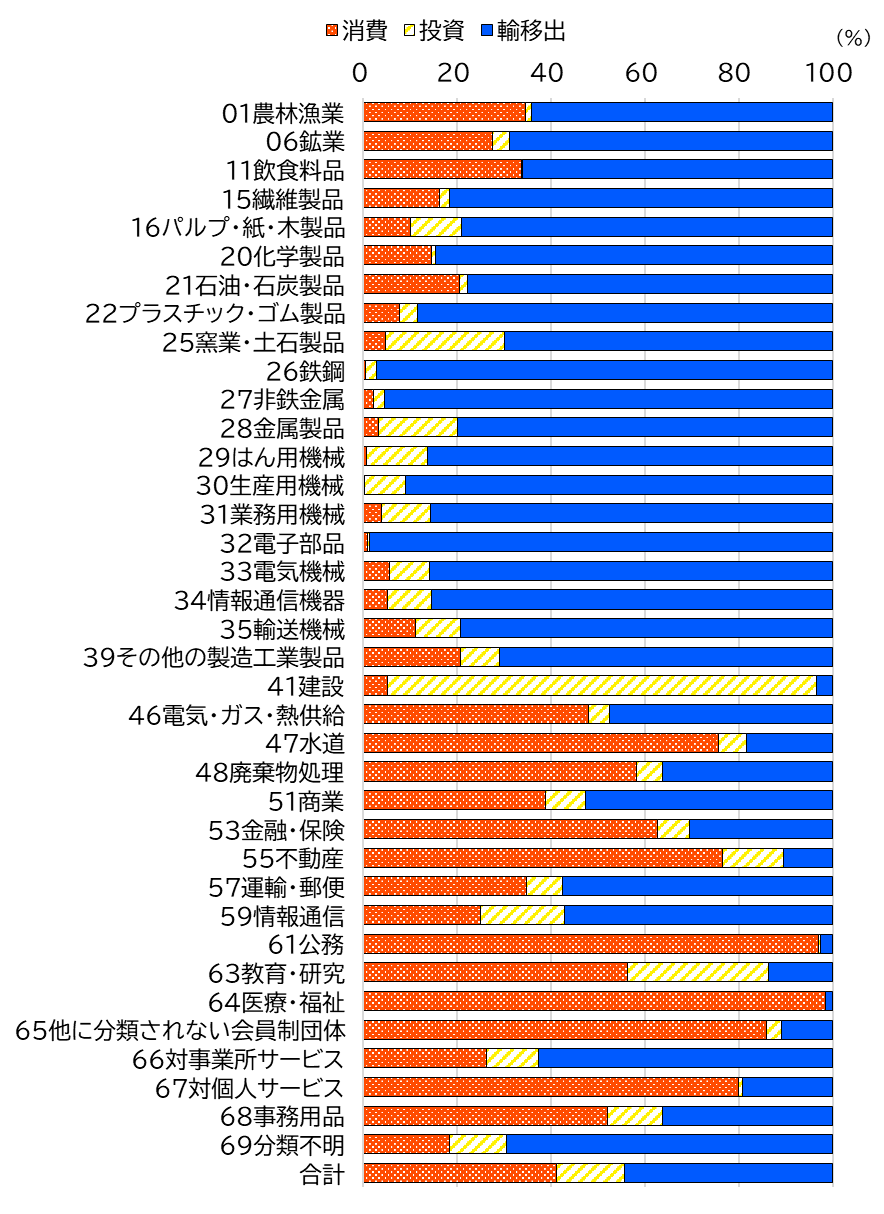 消費 投資 輸移出
(%)
0 20 40 60 80 100
01農林漁業
06鉱業
11飲食料品
15繊維製品
16パルプ・紙・木製品
20化学製品
21石油・石炭製品
22プラスチック・ゴム製品
25窯業・土石製品
26鉄鋼
27非鉄金属
28金属製品
29はん用機械
30生産用機械
31業務用機械
32電子部品
33電気機械
34情報通信機器
35輸送機械
39その他の製造工業製品
41建設
46電気・ガス・熱供給
47水道
48廃棄物処理
51商業
53金融・保険
55不動産
57運輸・郵便
59情報通信
61公務
63教育・研究
64医療・福祉
65他に分類されない会員制団体
66対事業所サービス
67対個人サービス
68事務用品
69分類不明
合計